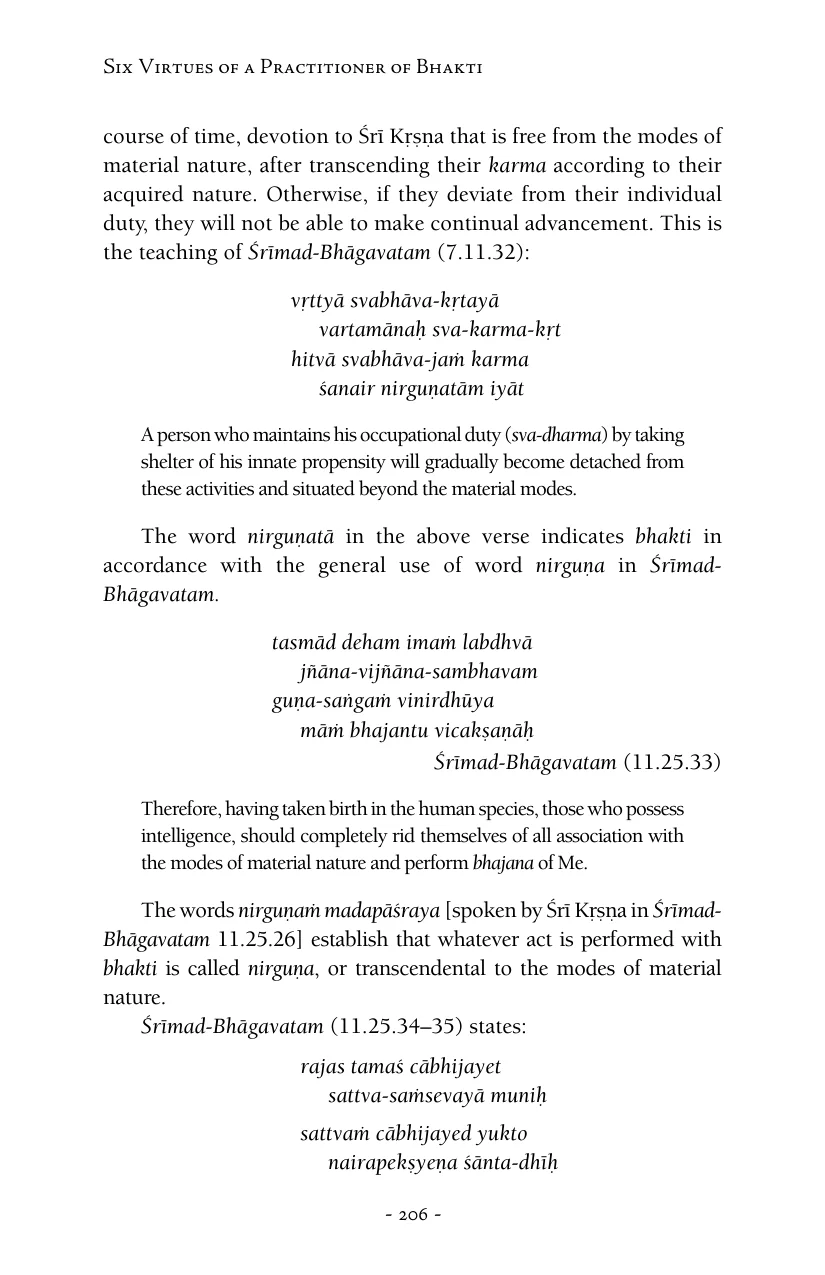 Six Virtues of a Practitioner of Bhakti
course of time, devotion to Śrī Kṛṣṇa that is free from the modes of
material nature, after transcending their karma according to their
acquired nature. Otherwise, if they deviate from their individual
duty, they will not be able to make continual advancement. This is
the teaching of Śrīmad-Bhāgavatam (7.11.32):
vṛttyā svabhāva-kṛtayā
vartamānaḥ sva-karma-kṛt
hitvā svabhāva-jaṁ karma
śanair nirguṇatām iyāt
A person who maintains his occupational duty (sva-dharma) by taking
shelter of his innate propensity will gradually become detached from
these activities and situated beyond the material modes.
The word nirguṇatā in the above verse indicates bhakti in
accordance with the general use of word nirguṇa in Śrīmad-
Bhāgavatam.
tasmād deham imaṁ labdhvā
jñāna-vijñāna-sambhavam
guṇa-saṅgaṁ vinirdhūya
māṁ bhajantu vicakṣaṇāḥ
Śrīmad-Bhāgavatam (11.25.33)
Therefore, having taken birth in the human species, those who possess
intelligence, should completely rid themselves of all association with
the modes of material nature and perform bhajana of Me.
The words nirguṇaṁ madapāśraya [spoken by Śrī Kṛṣṇa in Śrīmad-
Bhāgavatam 11.25.26] establish that whatever act is performed with
bhakti is called nirguṇa, or transcendental to the modes of material
nature.
Śrīmad-Bhāgavatam (11.25.34–35) states:
rajas tamaś cābhijayet
sattva-saṁsevayā muniḥ
sattvaṁ cābhijayed yukto
nairapekṣyeṇa śānta-dhīḥ
- 206 -